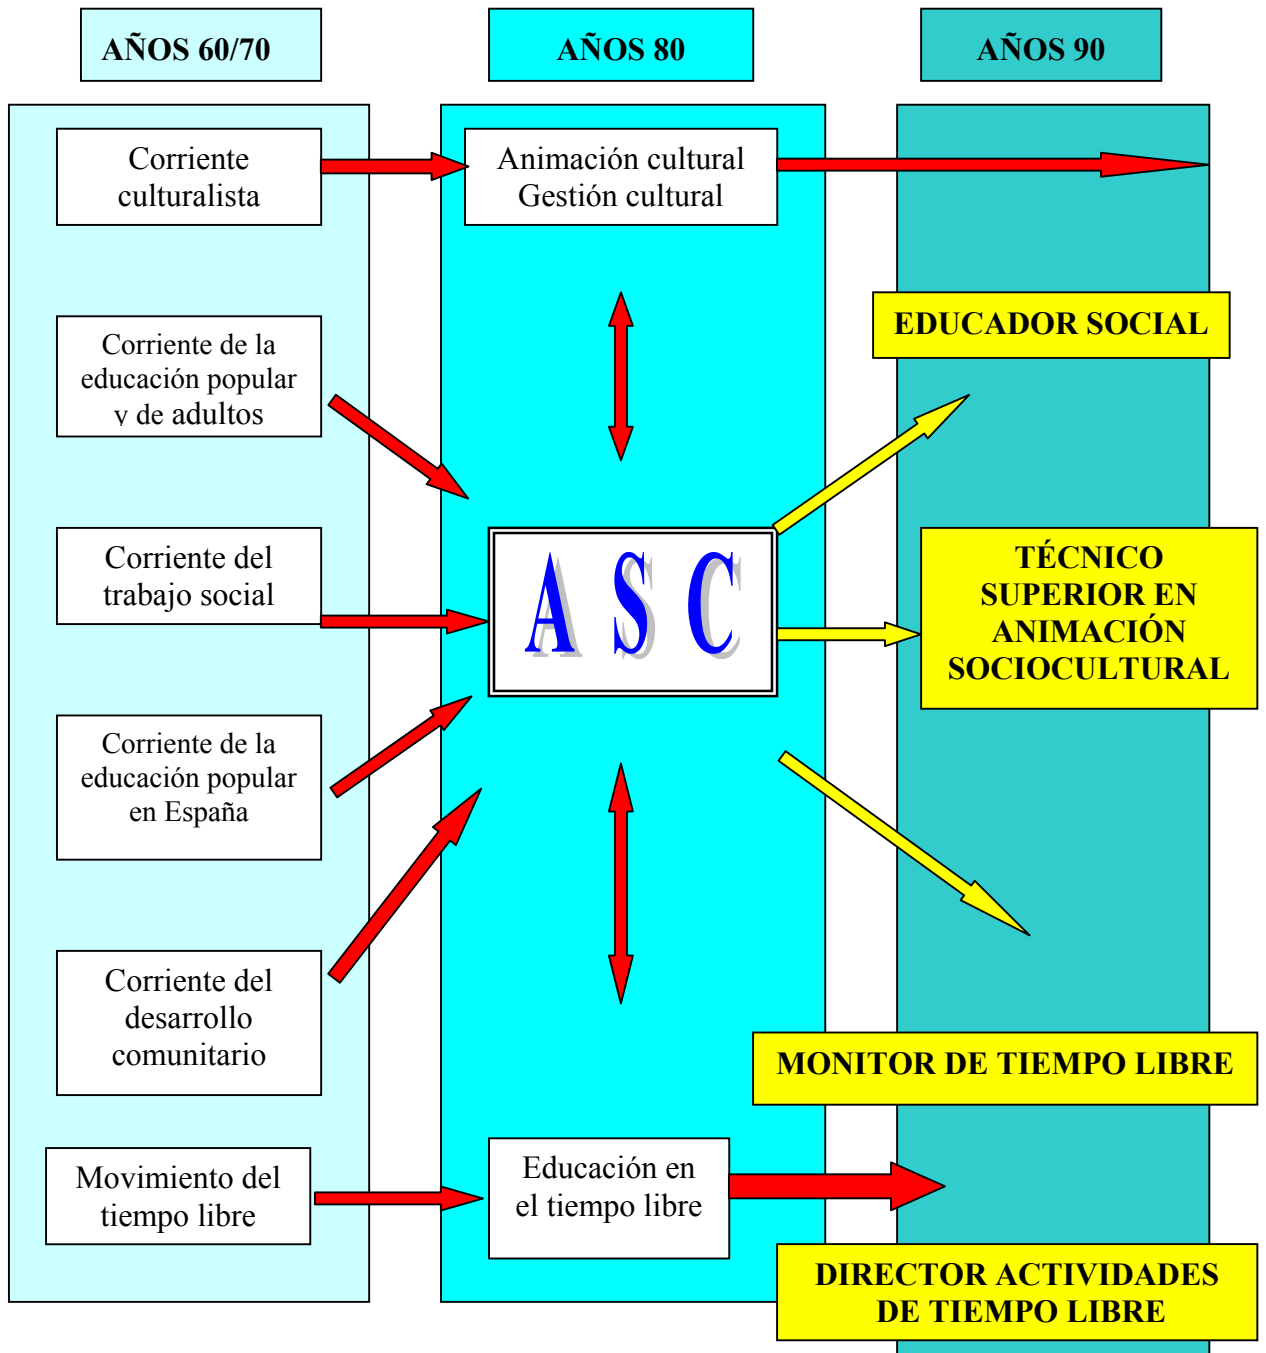 AÑOS 60/70
AÑOS 80
AÑOS 90
Corriente
culturalista
Animación cultural
Gestión cultural
EDUCADOR SOCIAL
Corriente de la
educación popular
y de adultos
Corriente del
trabajo social
A S C
TÉCNICO
SUPERIOR EN
ANIMACIÓN
SOCIOCULTURAL
Corriente de la
educación popular
en España
Corriente del
desarrollo
comunitario
MONITOR DE TIEMPO LIBRE
Movimiento del
tiempo libre
Educación en
el tiempo libre
DIRECTOR ACTIVIDADES
DE TIEMPO LIBRE